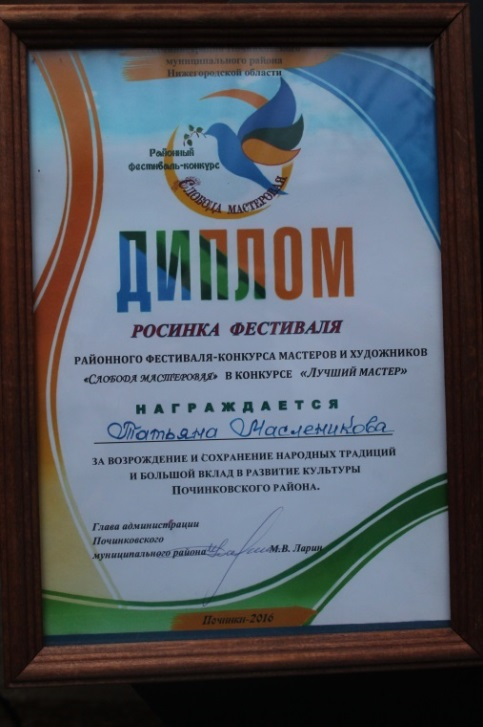 муниципального района
Нижегородской области
Районный
фестиваль-конкурс
Слобода мастеровая
ДИПЛОМ
РОСИНКА ФЕСТИВАЛЯ
РАЙОННОГО ФЕСТИВАЛЯ-КОНКУРСА МАСТЕРОВ И ХУДОЖНИКОВ
«Слобода мастеровая» В КОНКУРСЕ «Лучший мастер»
НАГРАЖДАЕТСЯ
Татьяна Масленикова
ЗА ВОЗРОЖДЕНИЕ И СОХРАНЕНИЕ НАРОДНЫХ ТРАДИЦИЙ
И БОЛЬШОЙ ВКЛАД В РАЗВИТИЕ КУЛЬТУРЫ
ПОЧИНКОВСКОГО РАЙОНА.
Глава администрации
Починковского
муниципального района М.В. Ларин
Починки-2016